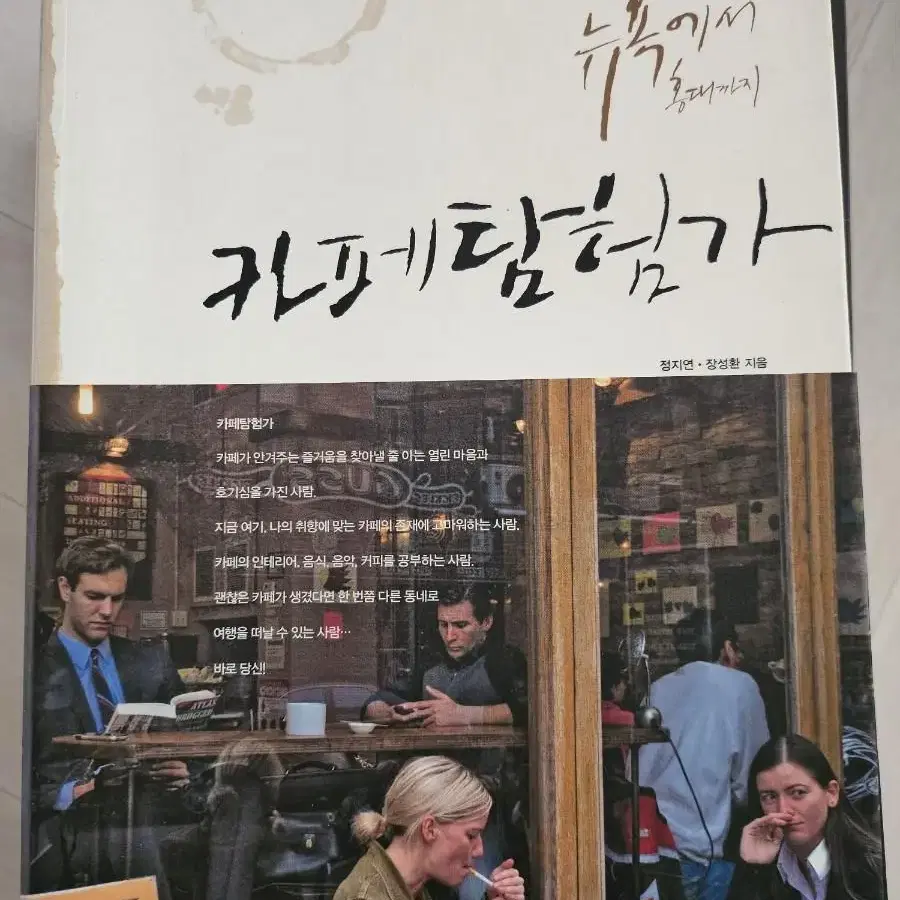 뉴욕에서
홍대까지
카페탐험가
정지연 • 장성환 지음
카페탐험가
카페가 안겨주는 즐거움을 찾아낼 줄 아는 열린 마음과
호기심을 가진 사람.
지금 여기, 나의 취향에 맞는 카페의 존재에 고마워하는 사람.
카페의 인테리어, 음식, 음악, 커피를 공부하는 사람.
괜찮은 카페가 생겼다면 한 번쯤 다른 동네로
여행을 떠날 수 있는 사람…
바로 당신!
ADDITIONAL
SEATING
ATLAS
SHRUGGED